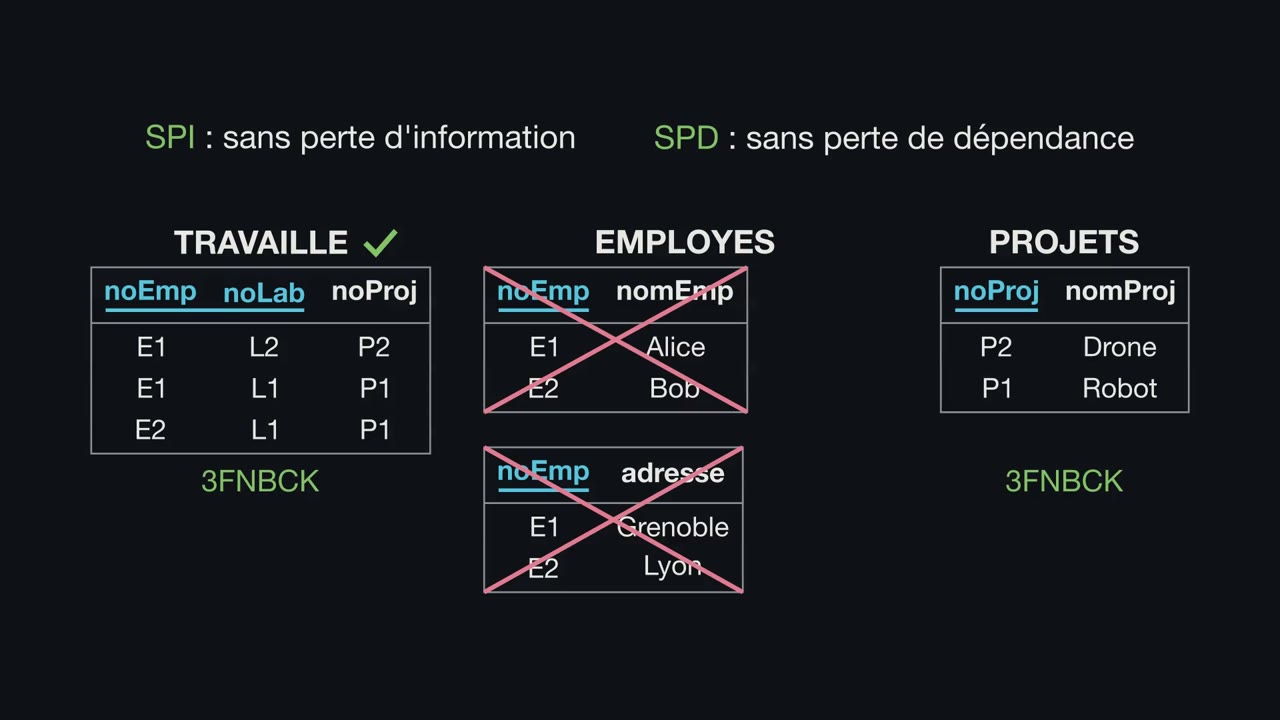 SPI : sans perte d'information
SPD : sans perte de dépendance
TRAVAILLE
noEmp noLab noProj
E1 L2 P2
E1 L1 P1
E2 L1 P1
3FNBCK
EMPLOYES
noEmp nomEmp
E1 Alice
E2 Bob
noEmp adresse
E1 Grenoble
E2 Lyon
PROJETS
noProj nomProj
P2 Drone
P1 Robot
3FNBCK